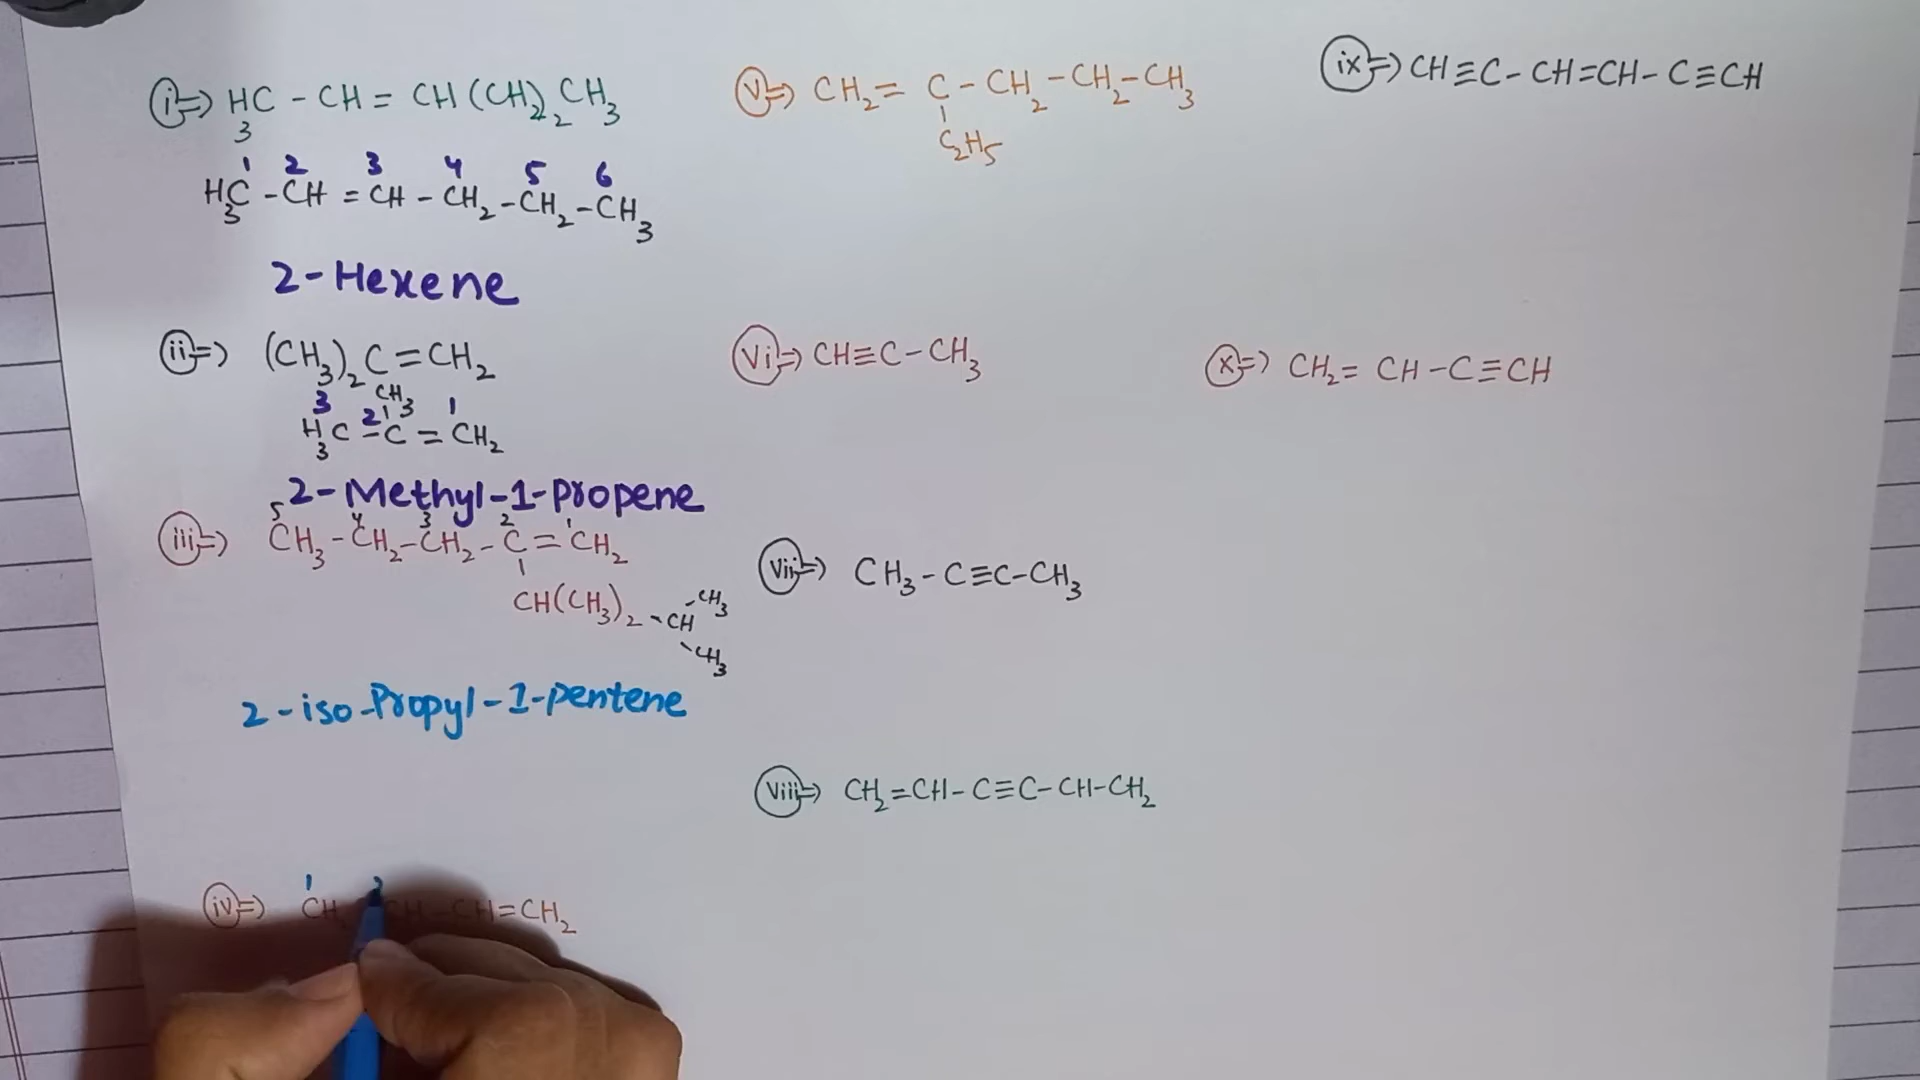 i⇒ H₃C - CH = CH (CH₂)₂ CH₃
1 2 3 4 5 6
H₃C - CH = CH - CH₂ - CH₂ - CH₃
2-Hexene
ii⇒ (CH₃)₂ C = CH₂
CH₃
3 2 1
H₃C - C = CH₂
2-Methyl-1-propene
5 4 3 2 1
iii⇒ CH₃ - CH₂ - CH₂ - C = CH₂
CH(CH₃)₂ - CH - CH₃
- CH₃
2-iso-Propyl-1-pentene
1 2
iv⇒ CH CH - CH = CH₂
v⇒ CH₂ = C - CH₂ - CH₂ - CH₃
C₂H₅
vi⇒ CH ≡ C - CH₃
vii⇒ CH₃ - C ≡ C - CH₃
viii⇒ CH₂ = CH - C ≡ C - CH - CH₂
ix⇒ CH ≡ C - CH = CH - C ≡ CH
x⇒ CH₂ = CH - C ≡ CH